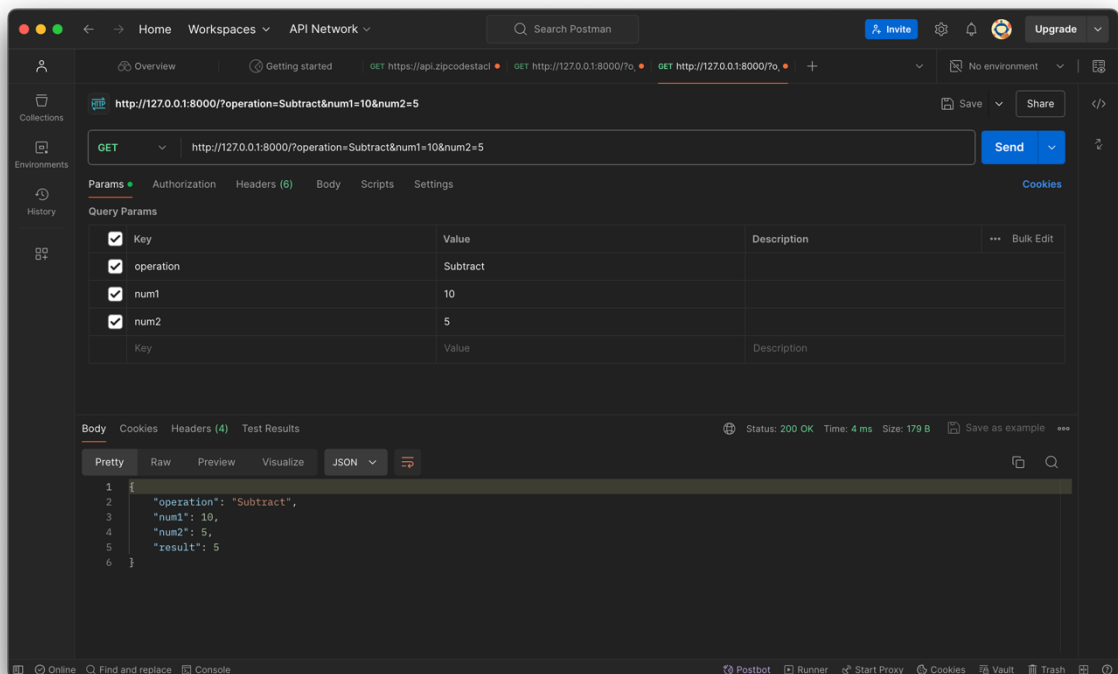 Home Workspaces API Network Search Postman Invite Upgrade
Overview Getting started GET https://api.zipcodestacl GET http://127.0.0.1:8000/?o, GET http://127.0.0.1:8000/?o, No environment
HTTP http://127.0.0.1:8000/?operation=Subtract&num1=10&num2=5 Save Share
Collections
GET http://127.0.0.1:8000/?operation=Subtract&num1=10&num2=5 Send
Environments
Params Authorization Headers (6) Body Scripts Settings Cookies
History
Query Params
Key Value Description Bulk Edit
operation Subtract
num1 10
num2 5
Key Value Description
Body Cookies Headers (4) Test Results Status: 200 OK Time: 4 ms Size: 179 B Save as example
Pretty Raw Preview Visualize JSON
1 {
2 "operation": "Subtract",
3 "num1": 10,
4 "num2": 5,
5 "result": 5
6 }
Online Find and replace Console Postbot Runner Start Proxy Cookies Vault Trash